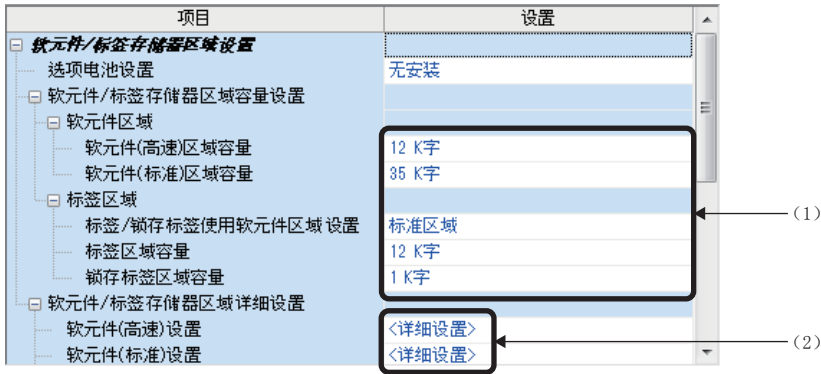 项目 设置
软元件/标签存储器区域设置
选项电池设置 无安装
软元件/标签存储器区域容量设置
软元件区域
软元件(高速)区域容量 12 K字
软元件(标准)区域容量 35 K字
标签区域
标签/锁存标签使用软元件区域设置 标准区域
(1)
标签区域容量 12 K字
锁存标签区域容量 1 K字
软元件/标签存储器区域详细设置
软元件(高速)设置 <详细设置>
(2)
软元件(标准)设置 <详细设置>